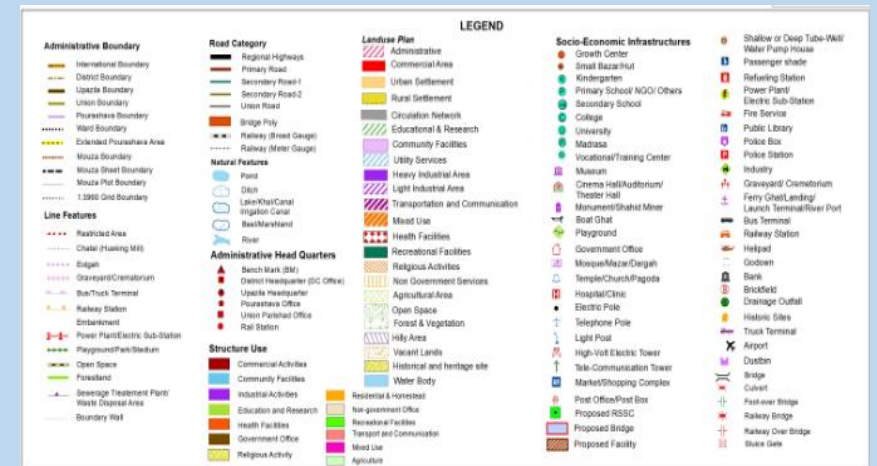 LEGEND
Administrative Boundary
International Boundary
District Boundary
Upazila Boundary
Union Boundary
Pourashava Boundary
Ward Boundary
Extended Pourashava Area
Mouza Boundary
Mouza Sheet Boundary
Mouza Plot Boundary
1:3960 Grid Boundary
Line Features
Restricted Area
Chatal (Husking Mill)
Eidgah
Graveyard/Crematorium
Bus/Truck Terminal
Railway Station
Embankment
Power Plant/Electric Sub-Station
Playground/Park/Stadium
Open Space
Forestland
Sewerage Treatement Plant/
Waste Disposal Area
Boundary Wall
Road Category
Regional Highways
Primary Road
Secondary Road-1
Secondary Road-2
Union Road
Bridge Poly
Railway (Broad Gauge)
Railway (Meter Gauge)
Natural Features
Pond
Ditch
Lake/Khal/Canal
Irrigation Canal
Beel/Marshland
River
Administrative Head Quarters
Bench Mark (BM)
District Headquarter (DC Office)
Upazila Headquarter
Pourashava Office
Union Parishad Office
Rail Station
Structure Use
Commercial Activities
Community Facilities
Industrial Activities
Education and Research
Health Facilities
Government Office
Religious Activity
Residential & Homestead
Non-government Office
Recreational Facilities
Transport and Communication
Mixed Use
Agriculture
Landuse Plan
Administrative
Commercial Area
Urban Settlement
Rural Settlement
Circulation Network
Educational & Research
Community Facilities
Utility Services
Heavy Industrial Area
Light Industrial Area
Transportation and Communication
Mixed Use
Health Facilities
Recreational Facilities
Religious Activities
Non Government Services
Agricultural Area
Open Space
Forest & Vegetation
Hilly Area
Vacant Lands
Historical and heritage site
Water Body
Socio-Economic Infrastructures
Growth Center
Small Bazar/Hut
Kindergarten
Primary School/ NGO/ Others
Secondary School
College
University
Madrasa
Vocational/Training Center
Museum
Cinema Hall/Auditorium/
Theater Hall
Monument/Shahid Miner
Boat Ghat
Playground
Government Office
Mosque/Mazar/Dargah
Temple/Church/Pagoda
Hospital/Clinic
Electric Pole
Telephone Pole
Light Post
High-Volt Electric Tower
Tele-Communication Tower
Market/Shopping Complex
Post Office/Post Box
Proposed RSSC
Proposed Bridge
Proposed Facility
Shallow or Deep Tube-Well/
Water Pump House
Passenger shade
Refueling Station
Power Plant/
Electric Sub-Station
Fire Service
Public Library
Police Box
Police Station
Industry
Graveyard/ Cremetorium
Ferry Ghat/Landing/
Launch Terminal/River Port
Bus Terminal
Railway Station
Helipad
Godown
Bank
Brickfield
Drainage Outfall
Historic Sites
Truck Terminal
Airport
Dustbin
Bridge
Culvert
Foot-over Bridge
Railway Bridge
Railway Over Bridge
Sluice Gate